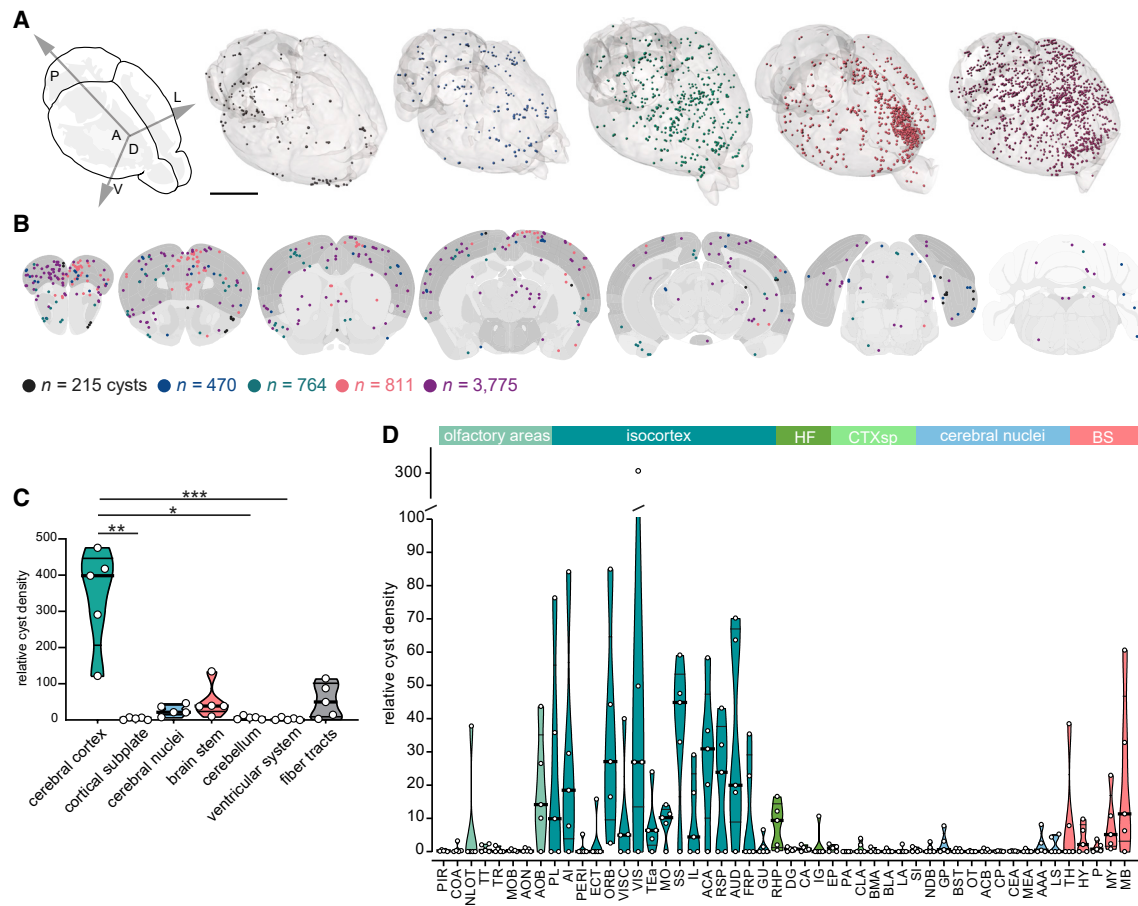 A
P
L
A
D
V
B
n = 215 cysts n = 470 n = 764 n = 811 n = 3,775
C
***
*
**
relative cyst density
500
400
300
200
100
0
cerebral cortex
cortical subplate
cerebral nuclei
brain stem
cerebellum
ventricular system
fiber tracts
D
olfactory areas isocortex HF CTXsp cerebral nuclei BS
relative cyst density
300
100
90
80
70
60
50
40
30
20
10
0
PIR
COA
NLOT
TT
TR
MOB
AON
AOB
PL
AI
PERI
ECT
ORB
VISC
VIS
TEa
MO
SS
IL
ACA
RSP
AUD
FRP
GU
RHP
DG
CA
IG
EP
PA
CLA
BMA
BLA
LA
SI
NDB
GP
BST
OT
ACB
CP
CEA
MEA
AAA
LS
TH
HY
P
MY
MB